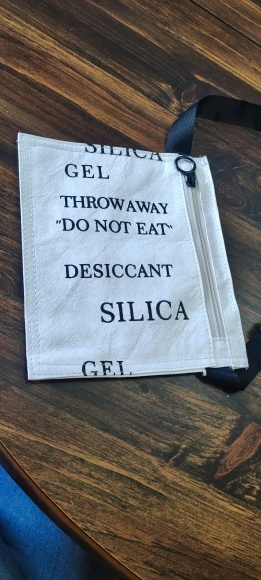 SILICA
GEL
THROWAWAY
"DO NOT EAT"
DESICCANT
SILICA
GEL